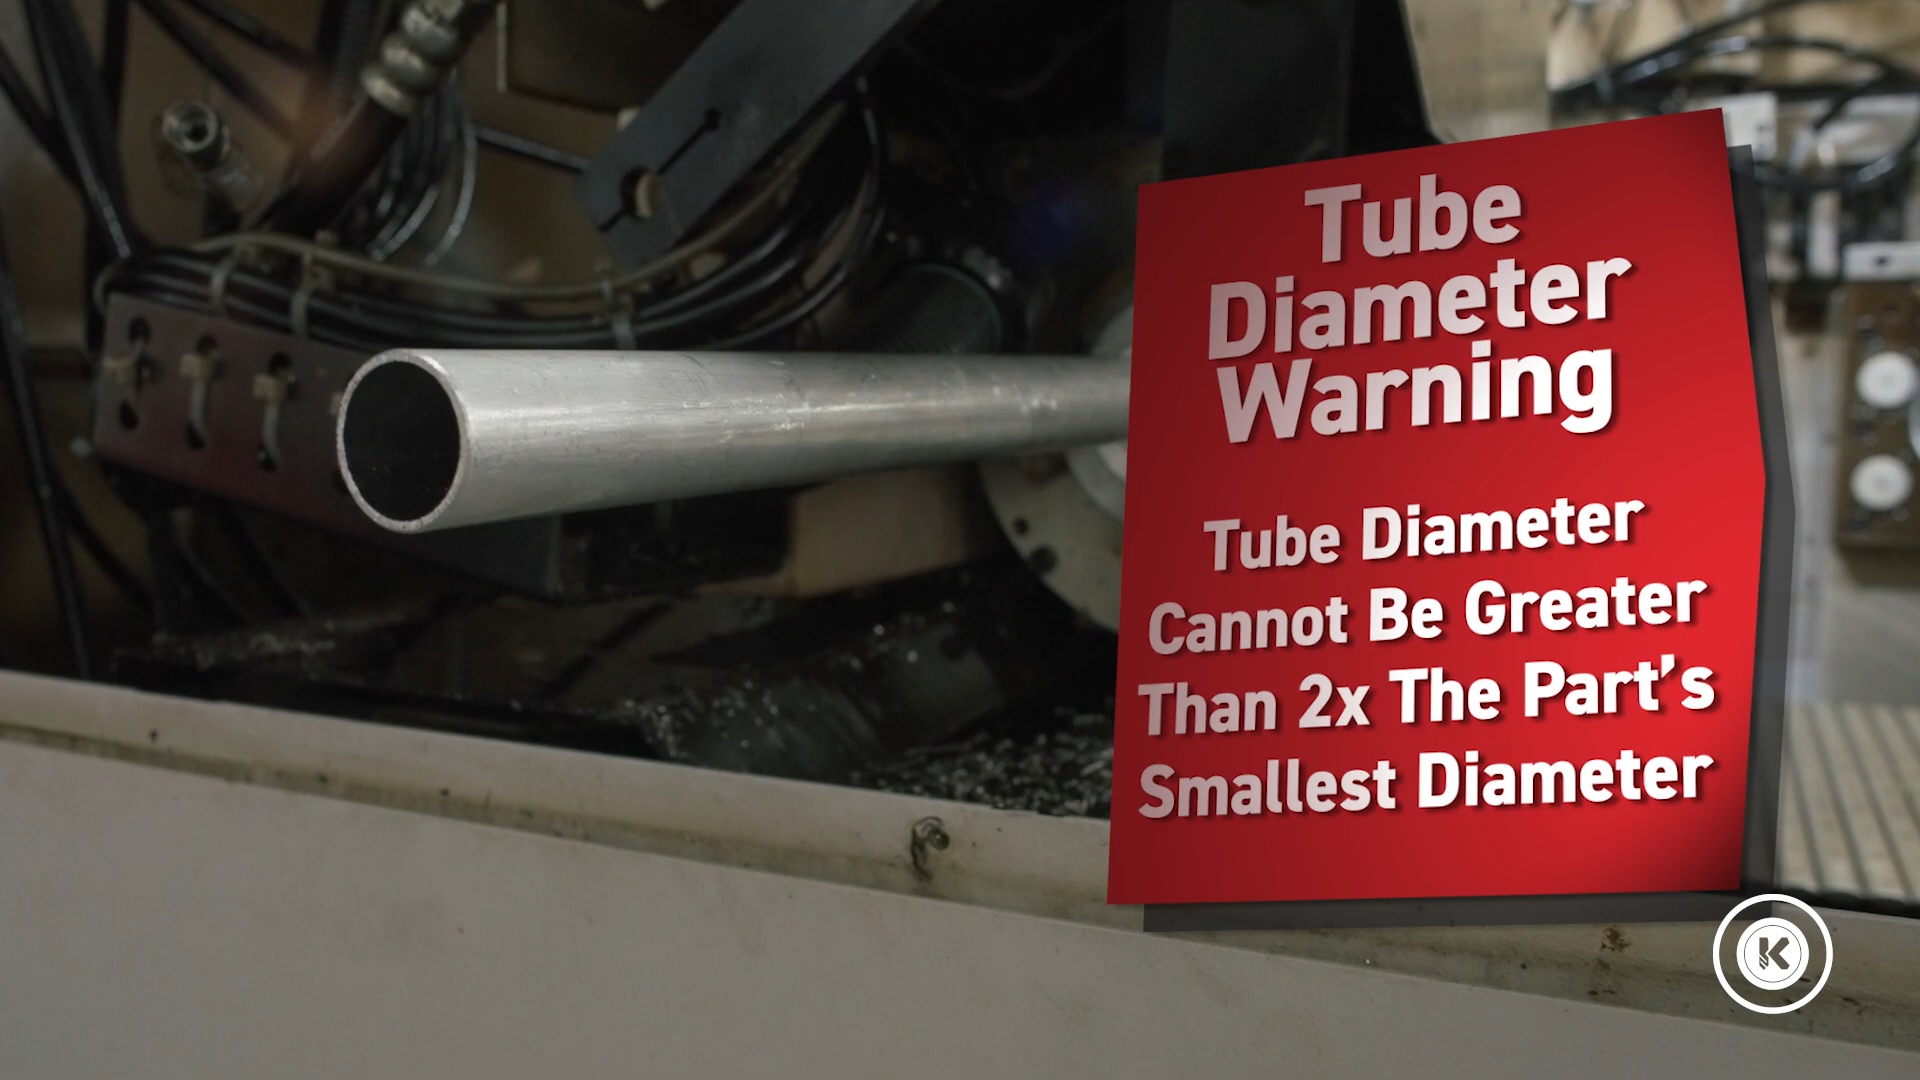 Tube
Diameter
Warning
Tube Diameter
Cannot Be Greater
Than 2x The Part's
Smallest Diameter
K